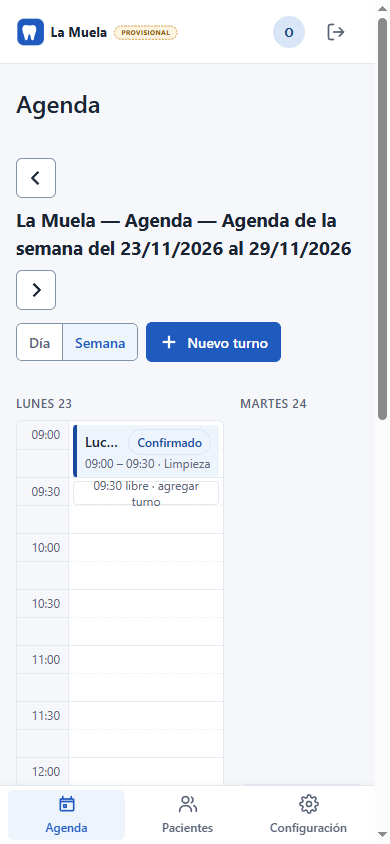 La Muela PROVISIONAL O
Agenda
La Muela — Agenda — Agenda de la
semana del 23/11/2026 al 29/11/2026
Día Semana Nuevo turno
LUNES 23 MARTES 24
09:00 Luc... Confirmado
09:00 – 09:30 · Limpieza
09:30 09:30 libre · agregar
turno
10:00
10:30
11:00
11:30
12:00
Agenda Pacientes Configuración